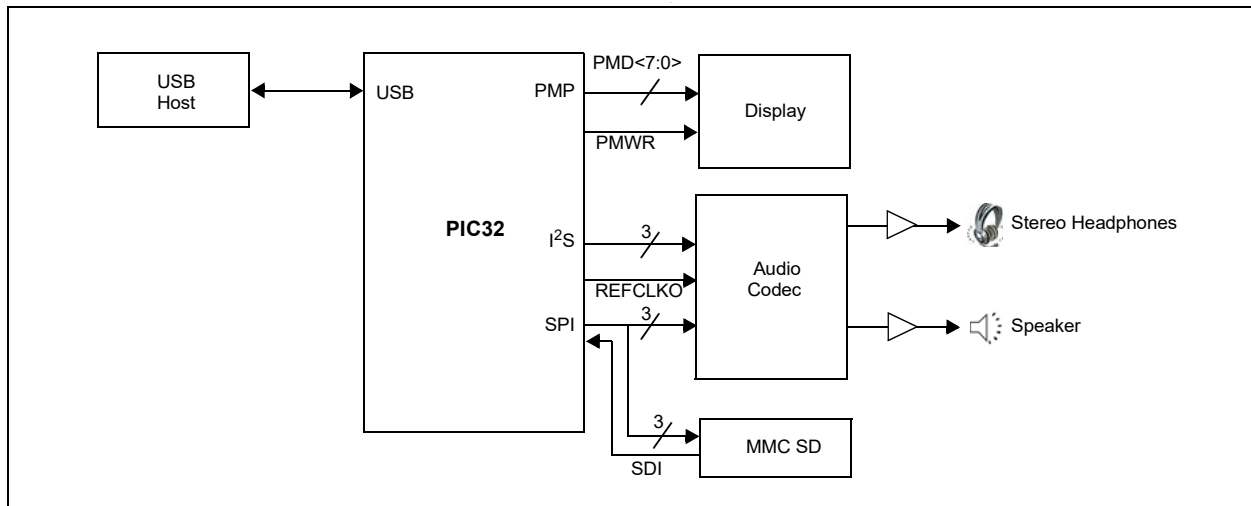 USB
Host
USB
PIC32
PMP
PMD<7:0>
PMWR
Display
I²S
3
REFCLKO
SPI
3
Audio
Codec
Stereo Headphones
Speaker
3
SDI
MMC SD